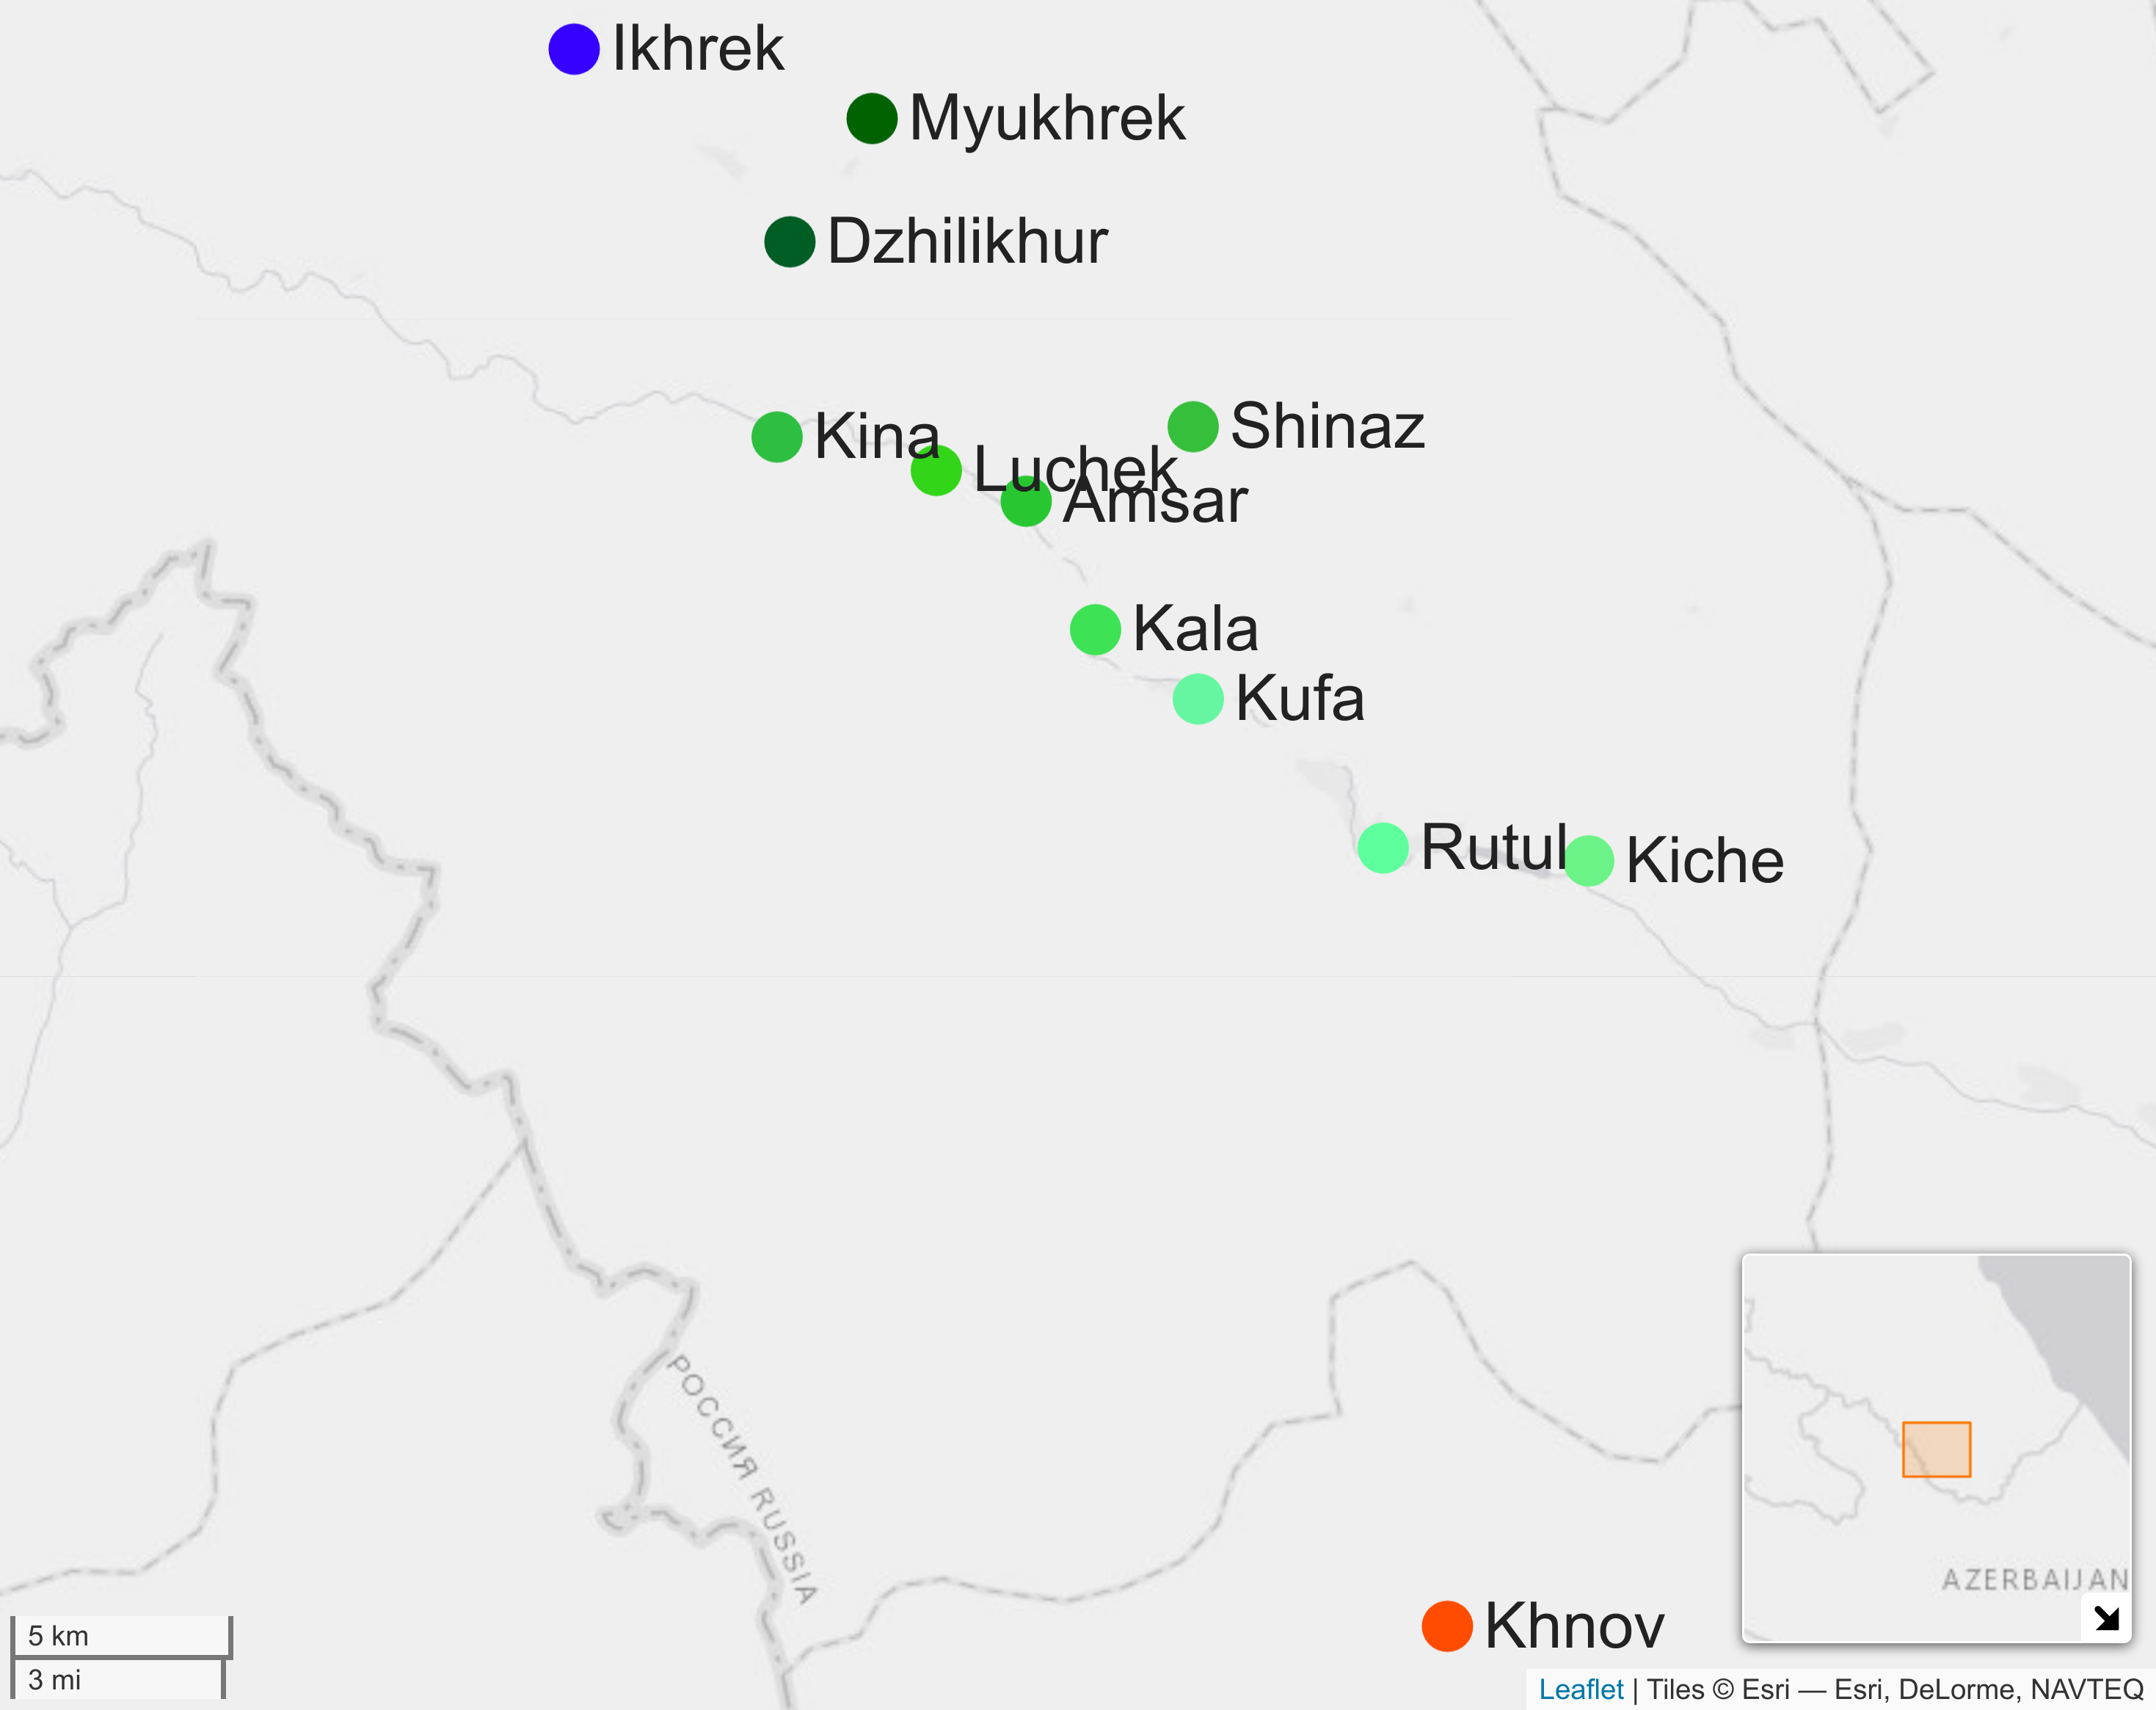 Ikhrek
Myukhrek
Dzhilikhur
Kina
Shinaz
Luchek
Amsar
Kala
Kufa
Rutul
Kiche
РОССИЯ RUSSIA
AZERBAIJAN
Khnov
5 km
3 mi
Leaflet | Tiles © Esri — Esri, DeLorme, NAVTEQ